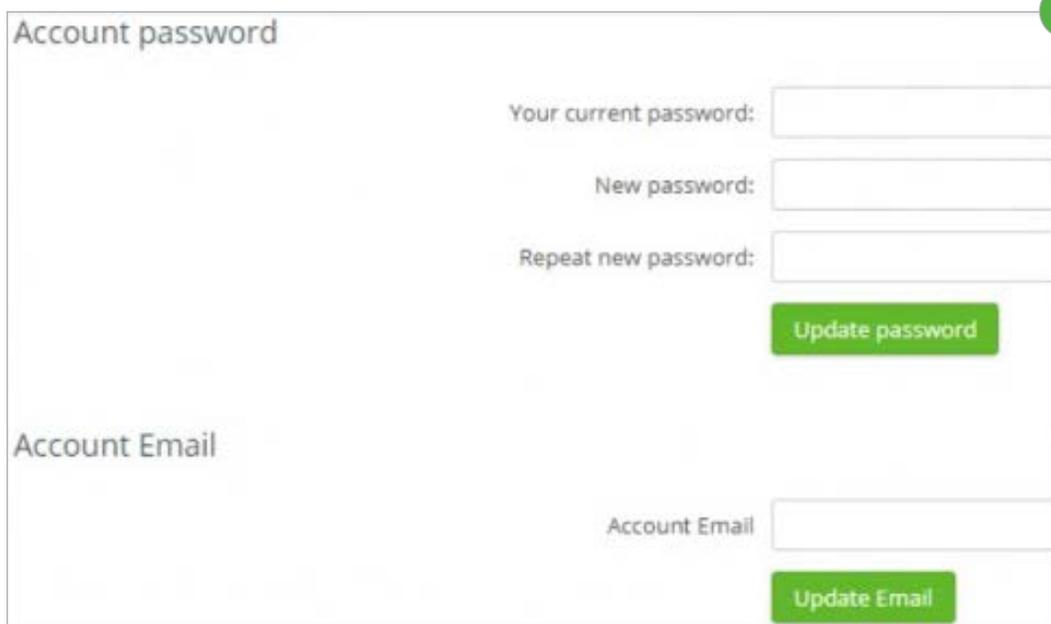 Account password
Your current password:
New password:
Repeat new password:
Update password
Account Email
Account Email
Update Email